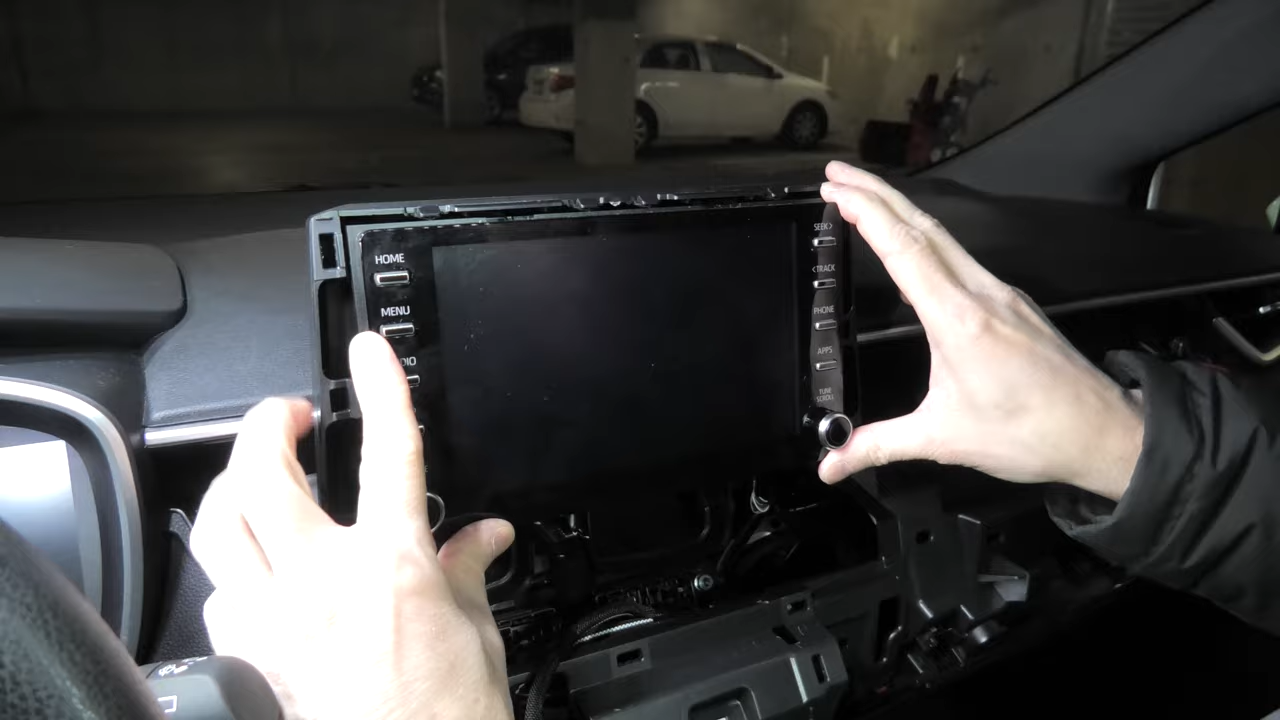 HOME
MENU
SEEK>
<TRACK
PHONE
APPS
TUNE
SCROLL